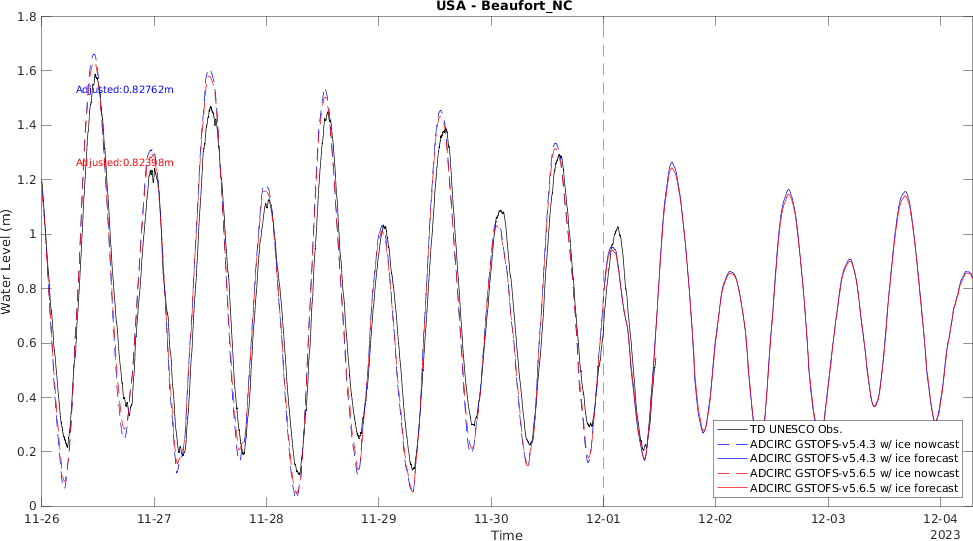 USA - Beaufort_NC
1.8
1.6
1.4
1.2
1
0.8
0.6
0.4
0.2
0
Water Level (m)
Adjusted:0.82762m
Adjusted:0.82398m
TD UNESCO Obs.
ADCIRC GSTOFS-v5.4.3 w/ ice nowcast
ADCIRC GSTOFS-v5.4.3 w/ ice forecast
ADCIRC GSTOFS-v5.6.5 w/ ice nowcast
ADCIRC GSTOFS-v5.6.5 w/ ice forecast
11-26 11-27 11-28 11-29 11-30 12-01 12-02 12-03 12-04
Time
2023